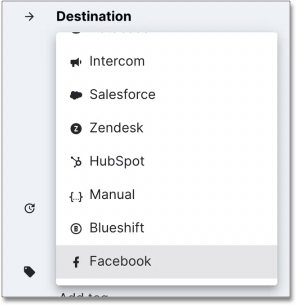 Destination
Intercom
Salesforce
Zendesk
HubSpot
{..} Manual
Blueshift
Facebook
Add tag